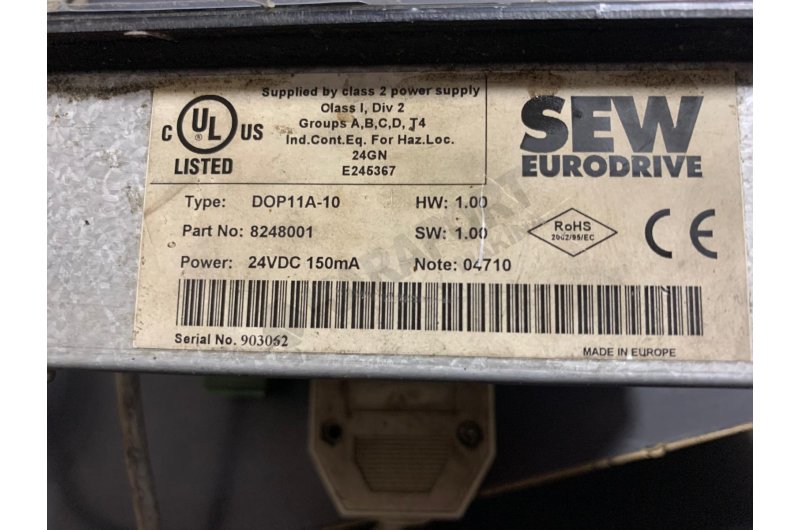 Supplied by class 2 power supply
Class I, Div 2
Groups A,B,C,D, T4
Ind.Cont.Eq. For Haz.Loc.
24GN
E245367
C UL US
LISTED
SEW
EURODRIVE
Type: DOP11A-10 HW: 1.00
Part No: 8248001 SW: 1.00
Power: 24VDC 150mA Note: 04710
RoHS
2002/95/EC
CE
Serial No. 903062
MADE IN EUROPE